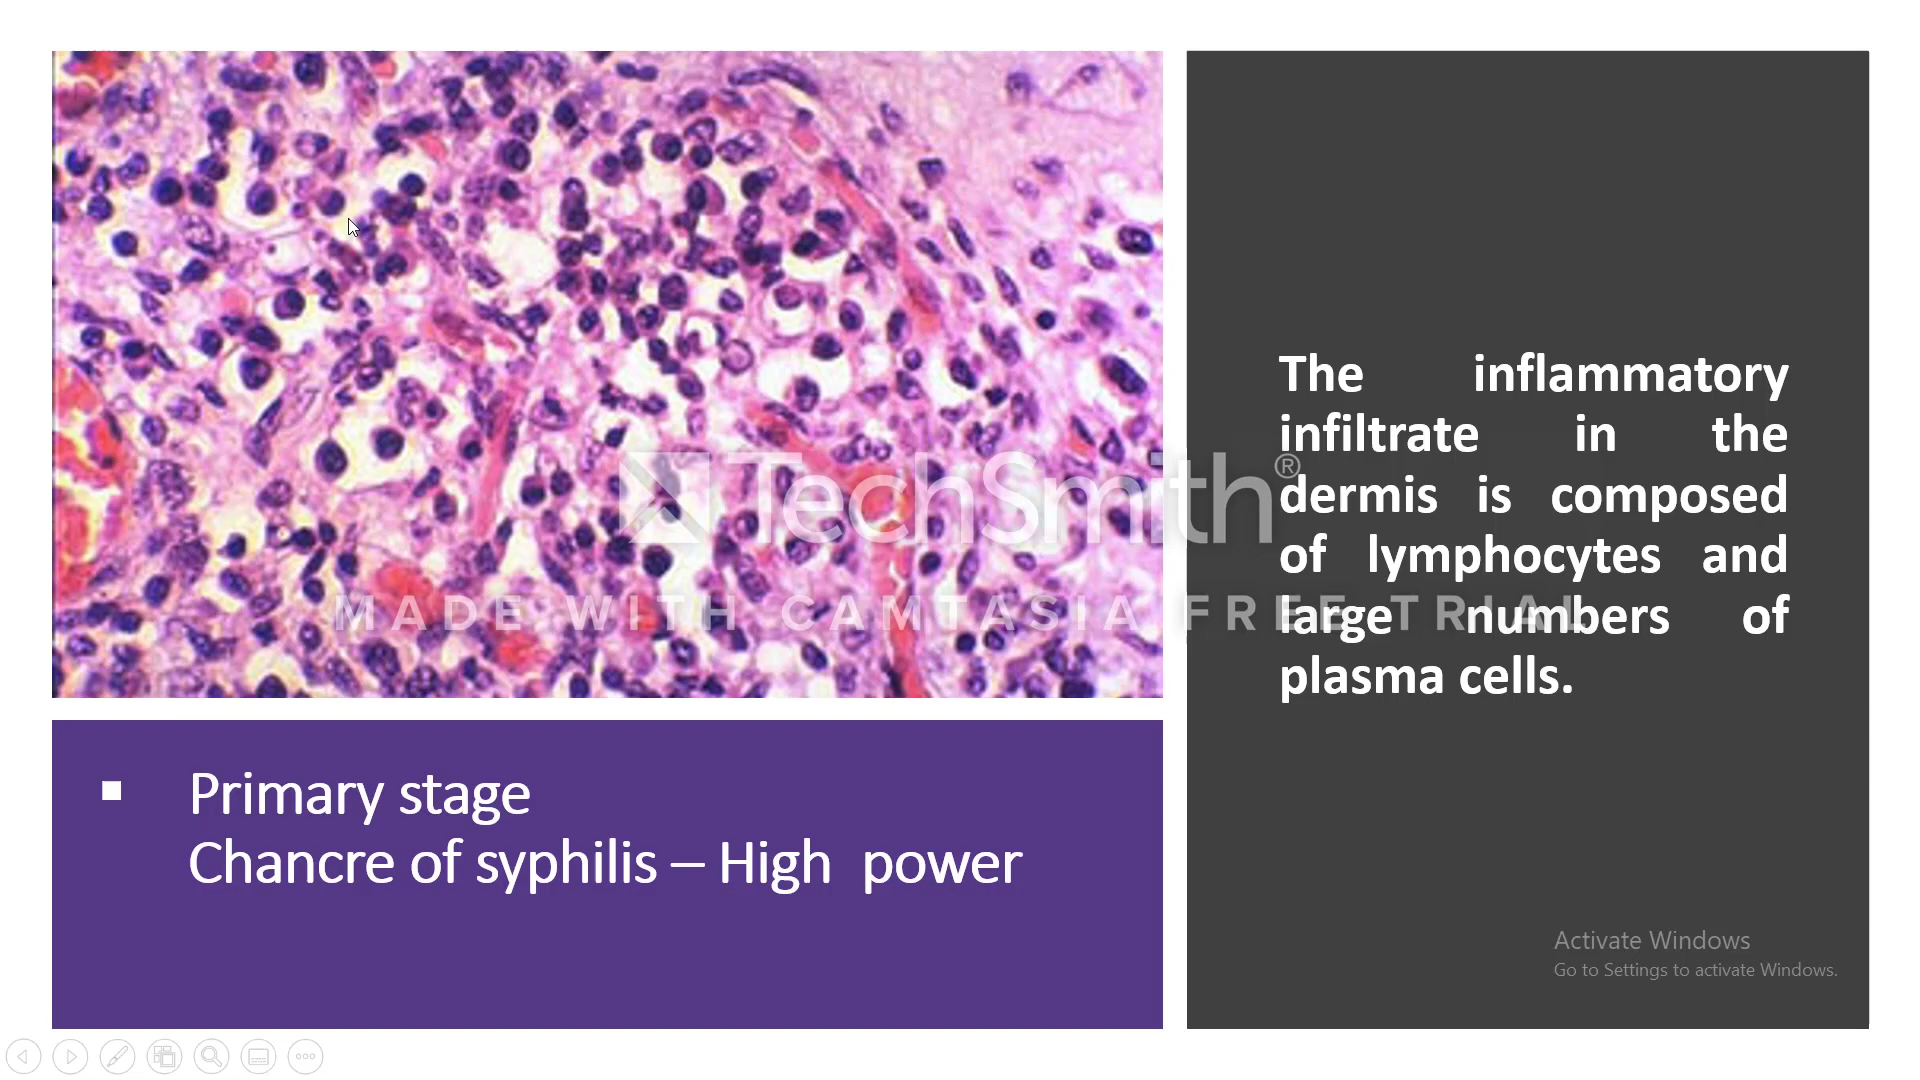 The inflammatory
infiltrate in the
dermis is composed
of lymphocytes and
large numbers of
plasma cells.
TechSmith®
MADE WITH CAMTASIA FREE TRIAL
▪ Primary stage
Chancre of syphilis – High  power
Activate Windows
Go to Settings to activate Windows.